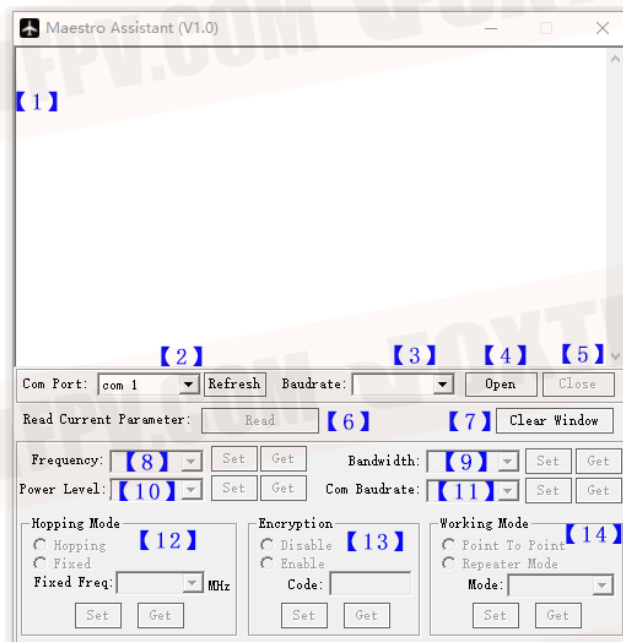 Maestro Assistant (V1.0)
【1】
【2】 【3】 【4】 【5】
Com Port: com 1 Refresh Baudrate: Open Close
Read Current Parameter: Read 【6】 【7】 Clear Window
Frequency: 【8】 Set Get Bandwidth: 【9】 Set Get
Power Level: 【10】 Set Get Com Baudrate: 【11】 Set Get
Hopping Mode 【12】
Hopping
Fixed
Fixed Freq: MHz
Set Get
Encryption 【13】
Disable
Enable
Code:
Set Get
Working Mode 【14】
Point To Point
Repeater Mode
Mode:
Set Get